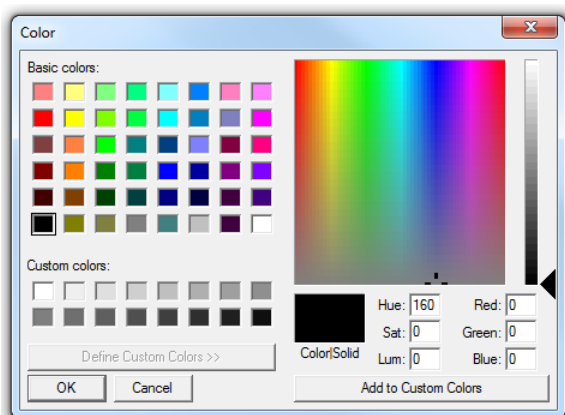 Color
Basic colors:
Custom colors:
Define Custom Colors >>
OK
Cancel
Color|Solid
Hue: 160
Sat: 0
Lum: 0
Red: 0
Green: 0
Blue: 0
Add to Custom Colors